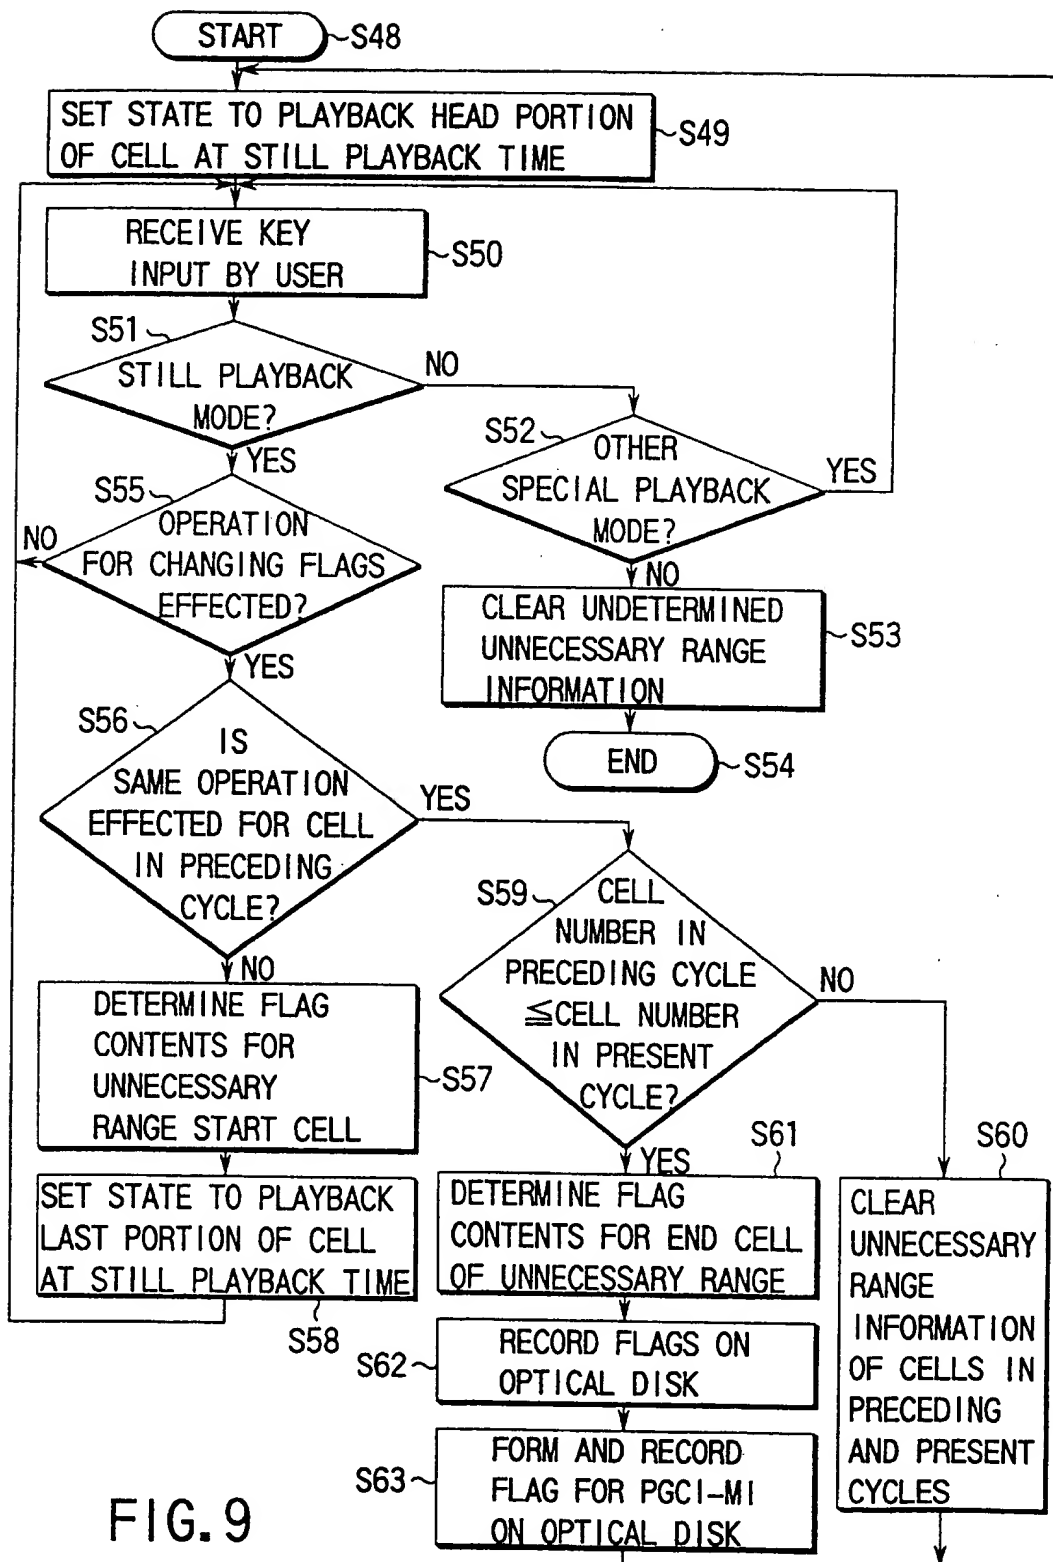 START
S48
SET STATE TO PLAYBACK HEAD PORTION
OF CELL AT STILL PLAYBACK TIME
S49
RECEIVE KEY
INPUT BY USER
S50
S51
STILL PLAYBACK
MODE?
NO
YES
S52
OTHER
SPECIAL PLAYBACK
MODE?
YES
NO
CLEAR UNDETERMINED
UNNECESSARY RANGE
INFORMATION
S53
END
S54
S55
OPERATION
FOR CHANGING FLAGS
EFFECTED?
NO
YES
S56
IS
SAME OPERATION
EFFECTED FOR CELL
IN PRECEDING
CYCLE?
YES
NO
DETERMINE FLAG
CONTENTS FOR
UNNECESSARY
RANGE START CELL
S57
SET STATE TO PLAYBACK
LAST PORTION OF CELL
AT STILL PLAYBACK TIME
S58
S59
CELL
NUMBER IN
PRECEDING CYCLE
≦CELL NUMBER
IN PRESENT
CYCLE?
NO
YES
S60
CLEAR
UNNECESSARY
RANGE
INFORMATION
OF CELLS IN
PRECEDING
AND PRESENT
CYCLES
S61
DETERMINE FLAG
CONTENTS FOR END CELL
OF UNNECESSARY RANGE
S62
RECORD FLAGS ON
OPTICAL DISK
S63
FORM AND RECORD
FLAG FOR PGCI-MI
ON OPTICAL DISK
FIG. 9